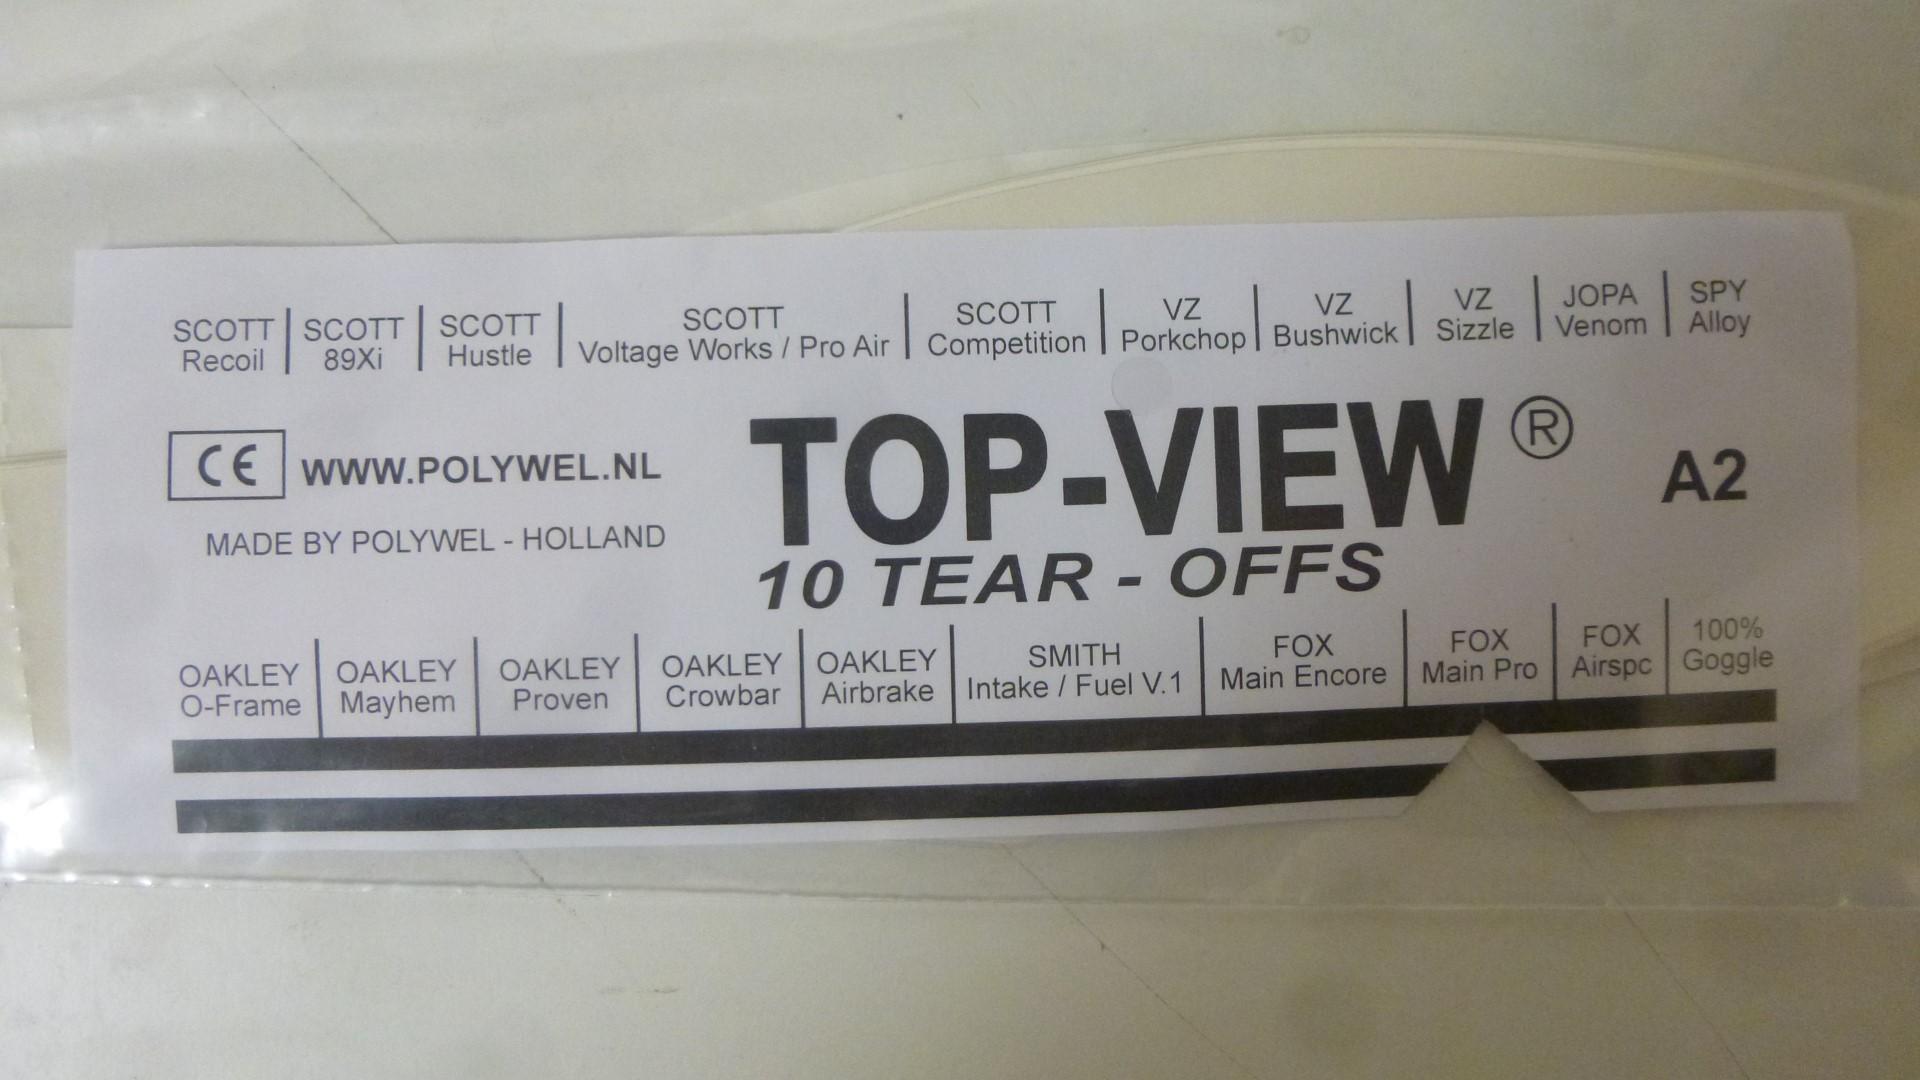 SCOTT Recoil
SCOTT 89Xi
SCOTT Hustle
SCOTT Voltage Works / Pro Air
SCOTT Competition
VZ Porkchop
VZ Bushwick
VZ Sizzle
JOPA Venom
SPY Alloy
CE WWW.POLYWEL.NL
MADE BY POLYWEL - HOLLAND
TOP-VIEW ®
10 TEAR - OFFS
A2
OAKLEY O-Frame
OAKLEY Mayhem
OAKLEY Proven
OAKLEY Crowbar
OAKLEY Airbrake
SMITH Intake / Fuel V.1
FOX Main Encore
FOX Main Pro
FOX Airspc
100% Goggle